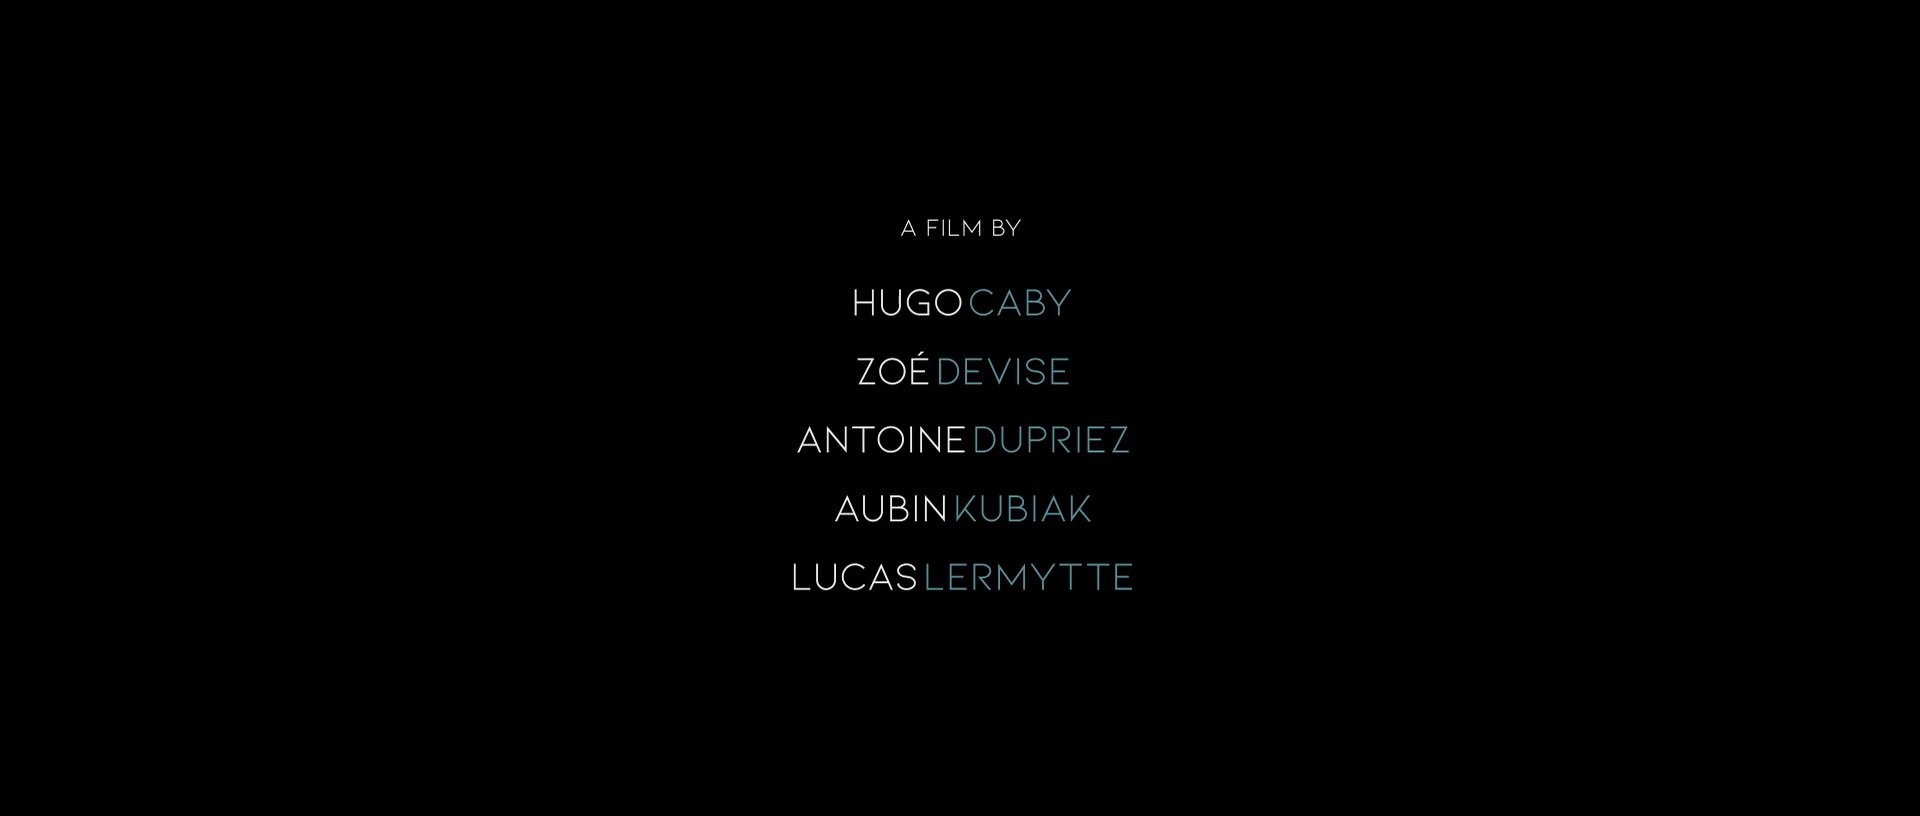 A FILM BY
HUGO CABY
ZOÉ DEVISE
ANTOINE DUPRIEZ
AUBIN KUBIAK
LUCAS LERMYTTE